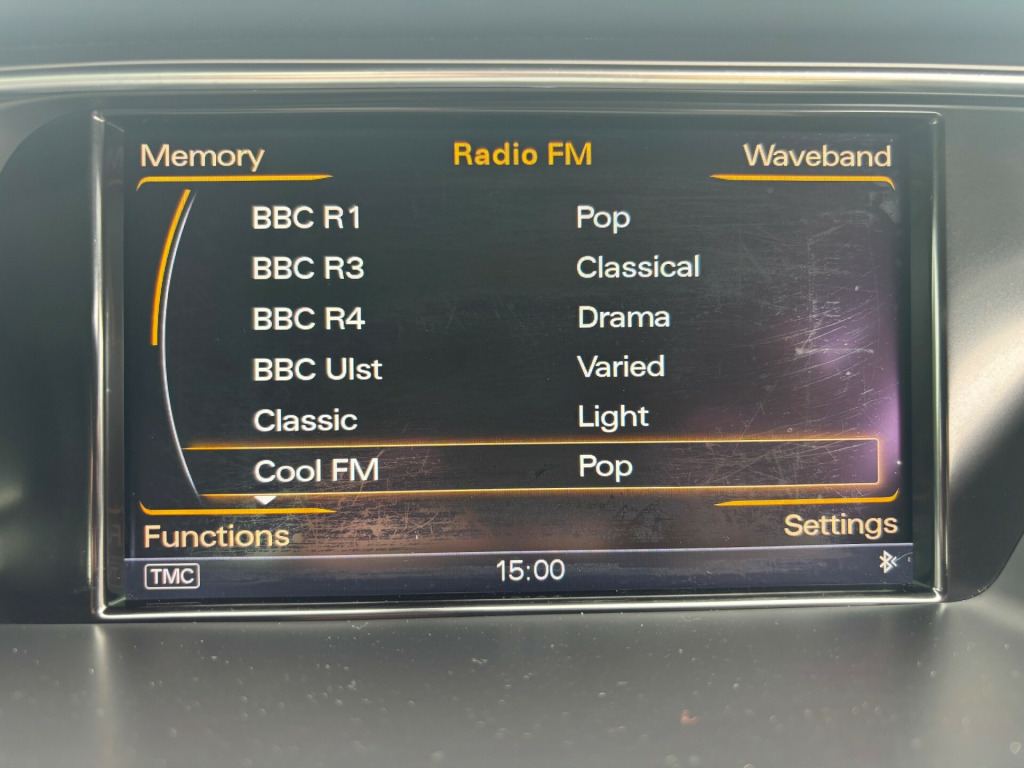 Memory Radio FM Waveband
BBC R1 Pop
BBC R3 Classical
BBC R4 Drama
BBC Ulst Varied
Classic Light
Cool FM Pop
Functions Settings
TMC 15:00